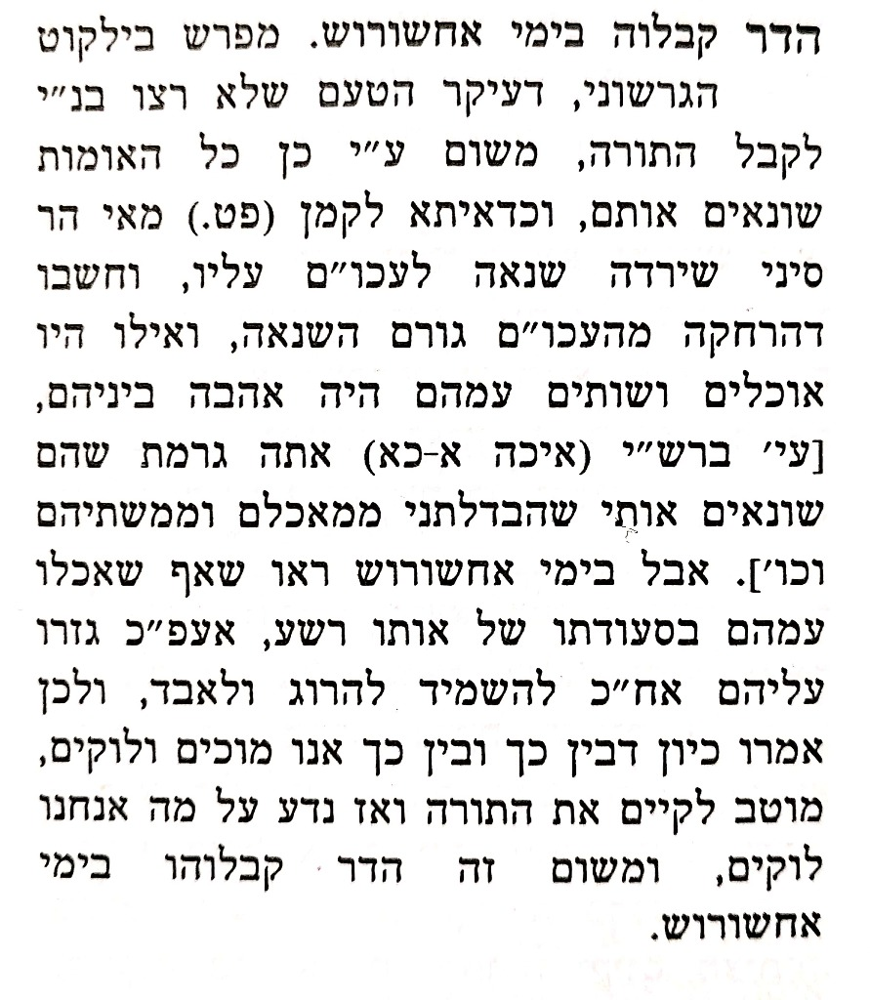 הדר קבלוה בימי אחשורוש. מפרש בילקוט
הגרשוני, דעיקר הטעם שלא רצו בנ״י
לקבל התורה, משום ע״י כן כל האומות
שונאים אותם, וכדאיתא לקמן (פט.) מאי הר
סיני שירדה שנאה לעכו״ם עליו, וחשבו
דהרחקה מהעכו״ם גורם השנאה, ואילו היו
אוכלים ושותים עמהם היה אהבה ביניהם,
[עי׳ ברש״י (איכה א-כא) אתה גרמת שהם
שונאים אותי שהבדלתני ממאכלם וממשתיהם
וכו׳]. אבל בימי אחשורוש ראו שאף שאכלו
עמהם בסעודתו של אותו רשע, אעפ״כ גזרו
עליהם אח״כ להשמיד להרוג ולאבד, ולכן
אמרו כיון דבין כך ובין כך אנו מוכים ולוקים,
מוטב לקיים את התורה ואז נדע על מה אנחנו
לוקים, ומשום זה הדר קבלוהו בימי
אחשורוש.